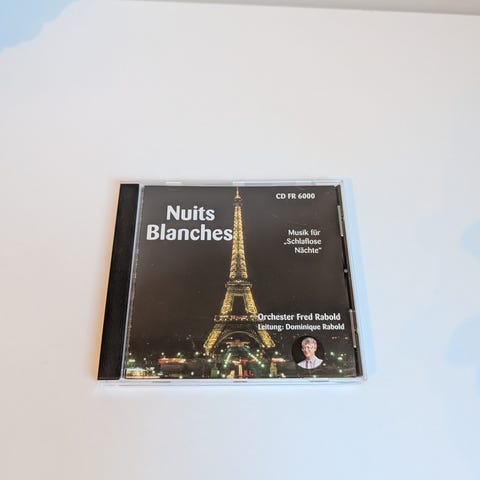 CD FR 6000
Nuits
Blanches
Musik für
„Schlaflose
Nächte“
Orchester Fred Rabold
Leitung: Dominique Rabold